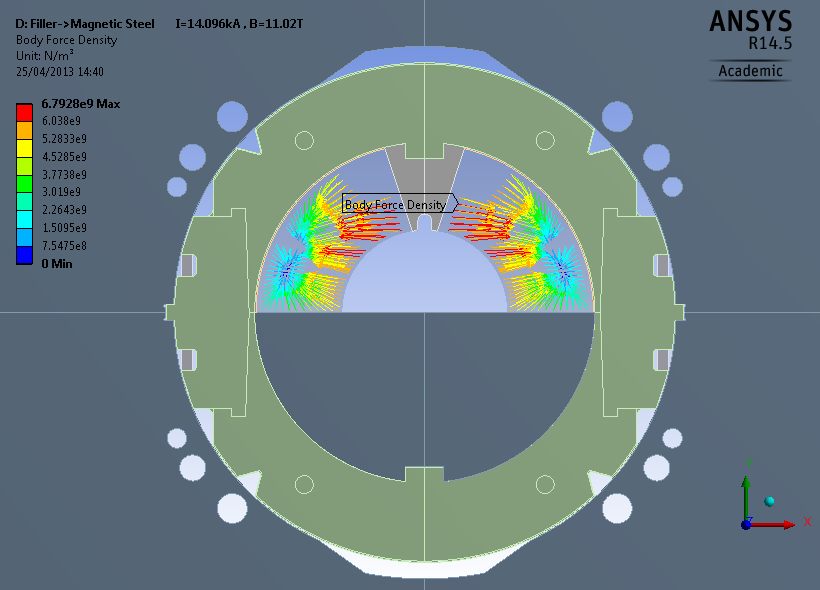 D: Filler->Magnetic Steel I=14.096kA , B=11.02T
Body Force Density
Unit: N/m³
25/04/2013 14:40
6.7928e9 Max
6.038e9
5.2833e9
4.5285e9
3.7738e9
3.019e9
2.2643e9
1.5095e9
7.5475e8
0 Min
ANSYS
R14.5
Academic
Body Force Density
Y
Z
X